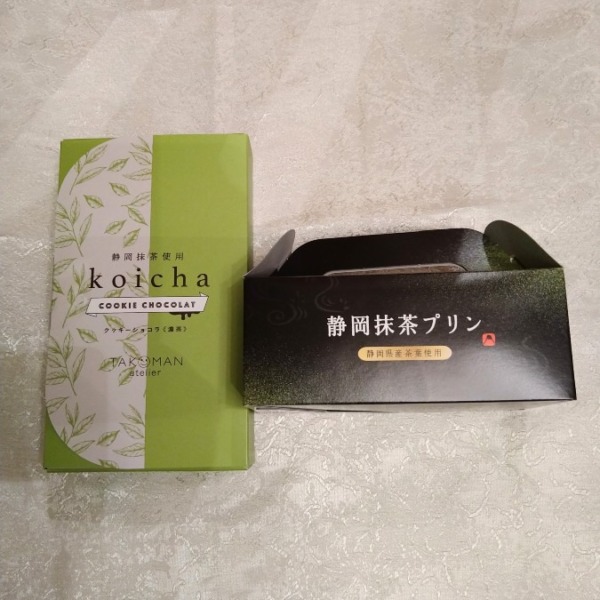 静岡抹茶使用
koicha
COOKIE CHOCOLAT
クッキーショコラ《濃茶》
TAKOMAN
atelier
静岡抹茶プリン
静岡県産茶葉使用